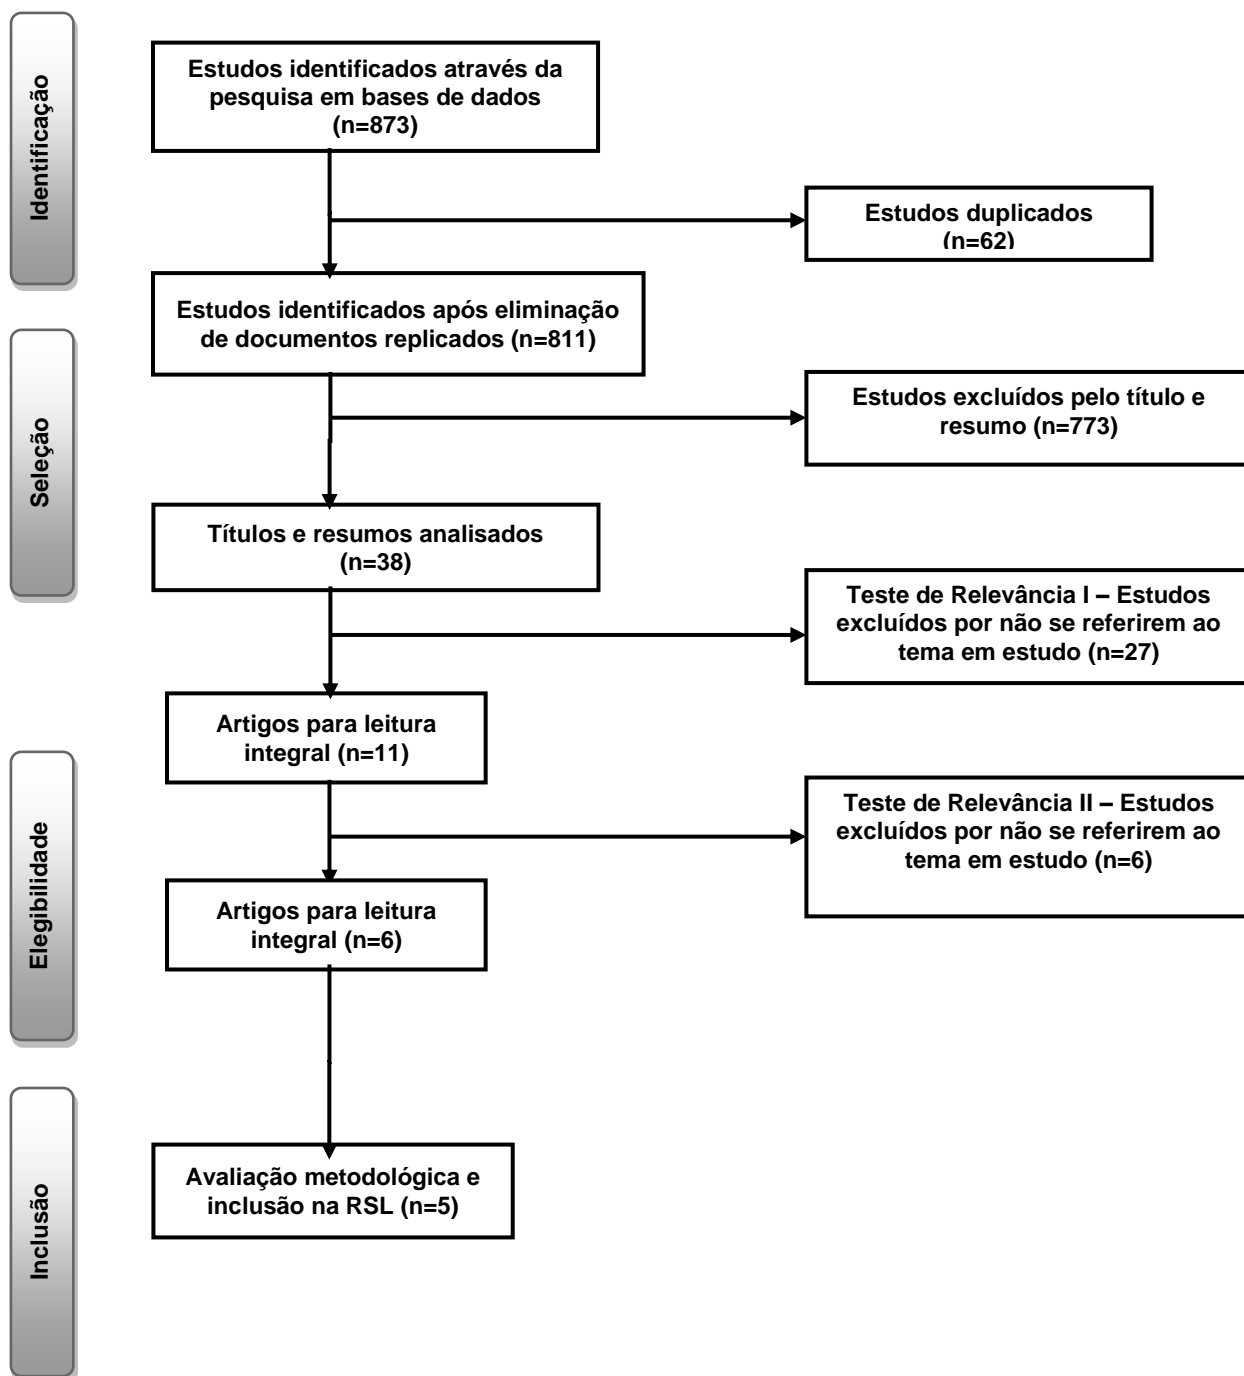 Identificação
Estudos identificados através da
pesquisa em bases de dados
(n=873)
Estudos duplicados
(n=62)
Estudos identificados após eliminação
de documentos replicados (n=811)
Seleção
Estudos excluídos pelo título e
resumo (n=773)
Títulos e resumos analisados
(n=38)
Teste de Relevância I – Estudos
excluídos por não se referirem ao
tema em estudo (n=27)
Artigos para leitura
integral (n=11)
Elegibilidade
Teste de Relevância II – Estudos
excluídos por não se referirem ao
tema em estudo (n=6)
Artigos para leitura
integral (n=6)
Inclusão
Avaliação metodológica e
inclusão na RSL (n=5)